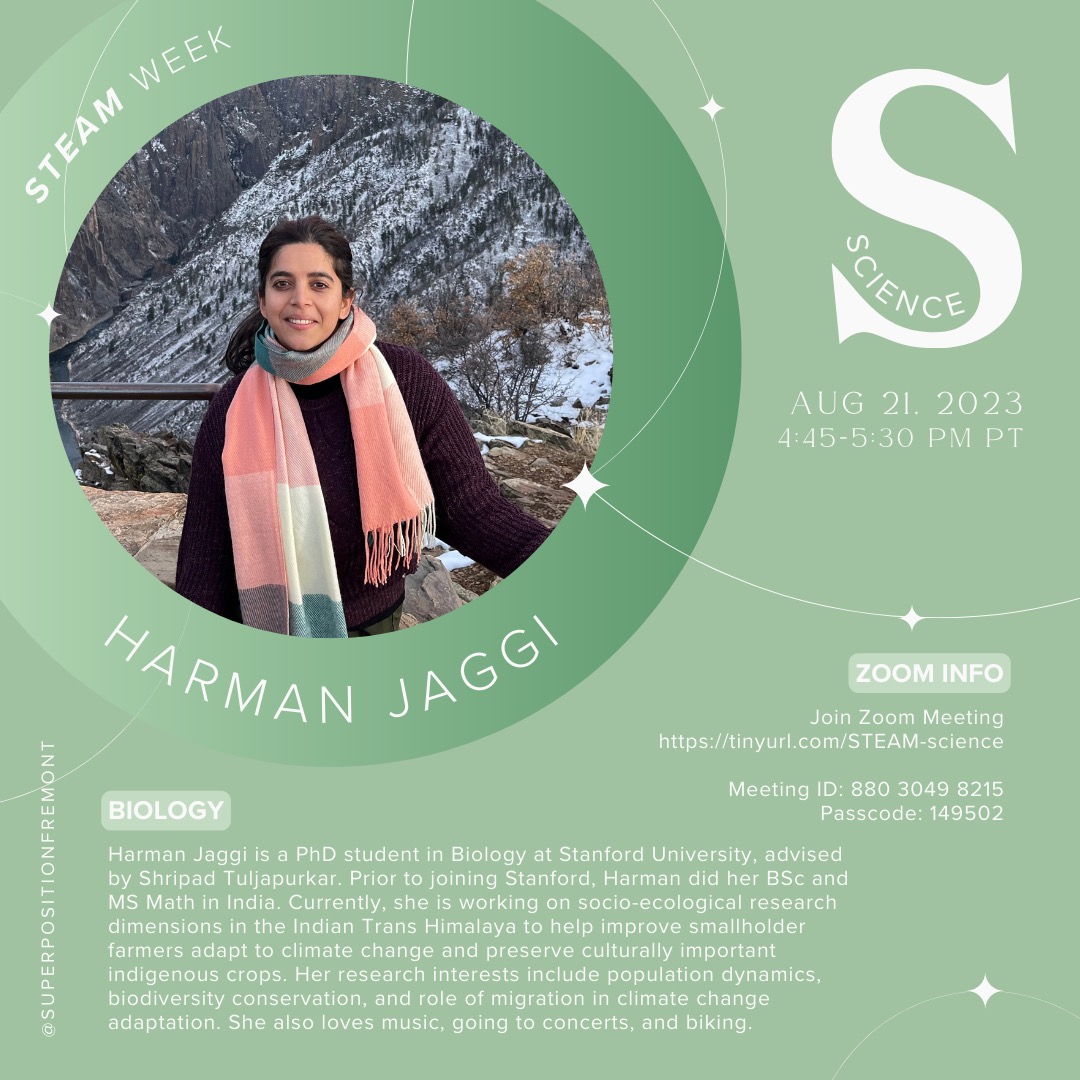 STEAM WEEK
S
SCIENCE
AUG 21. 2023
4:45-5:30 PM PT
HARMAN JAGGI
ZOOM INFO
Join Zoom Meeting
https://tinyurl.com/STEAM-science
Meeting ID: 880 3049 8215
Passcode: 149502
@SUPERPOSITIONFREMONT
BIOLOGY
Harman Jaggi is a PhD student in Biology at Stanford University, advised
by Shripad Tuljapurkar. Prior to joining Stanford, Harman did her BSc and
MS Math in India. Currently, she is working on socio-ecological research
dimensions in the Indian Trans Himalaya to help improve smallholder
farmers adapt to climate change and preserve culturally important
indigenous crops. Her research interests include population dynamics,
biodiversity conservation, and role of migration in climate change
adaptation. She also loves music, going to concerts, and biking.